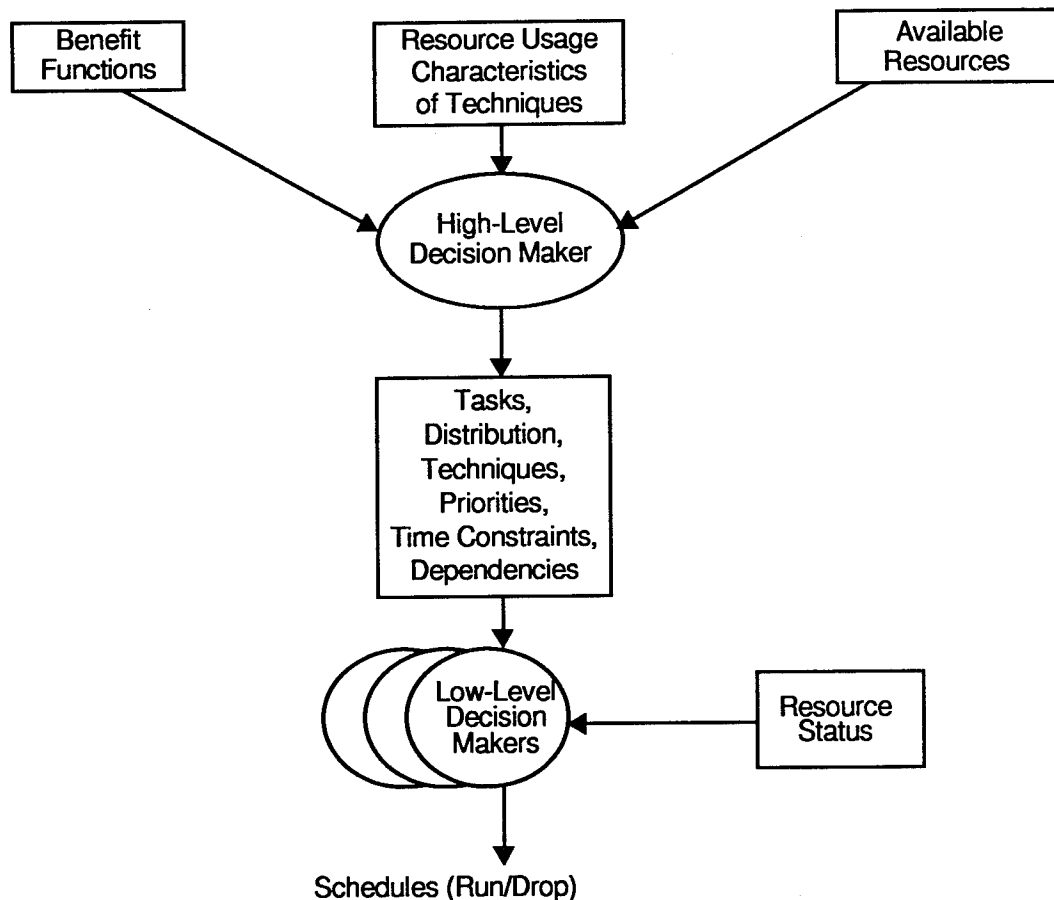 Benefit
Functions
Resource Usage
Characteristics
of Techniques
Available
Resources
High-Level
Decision Maker
Tasks,
Distribution,
Techniques,
Priorities,
Time Constraints,
Dependencies
Low-Level
Decision
Makers
Resource
Status
Schedules (Run/Drop)